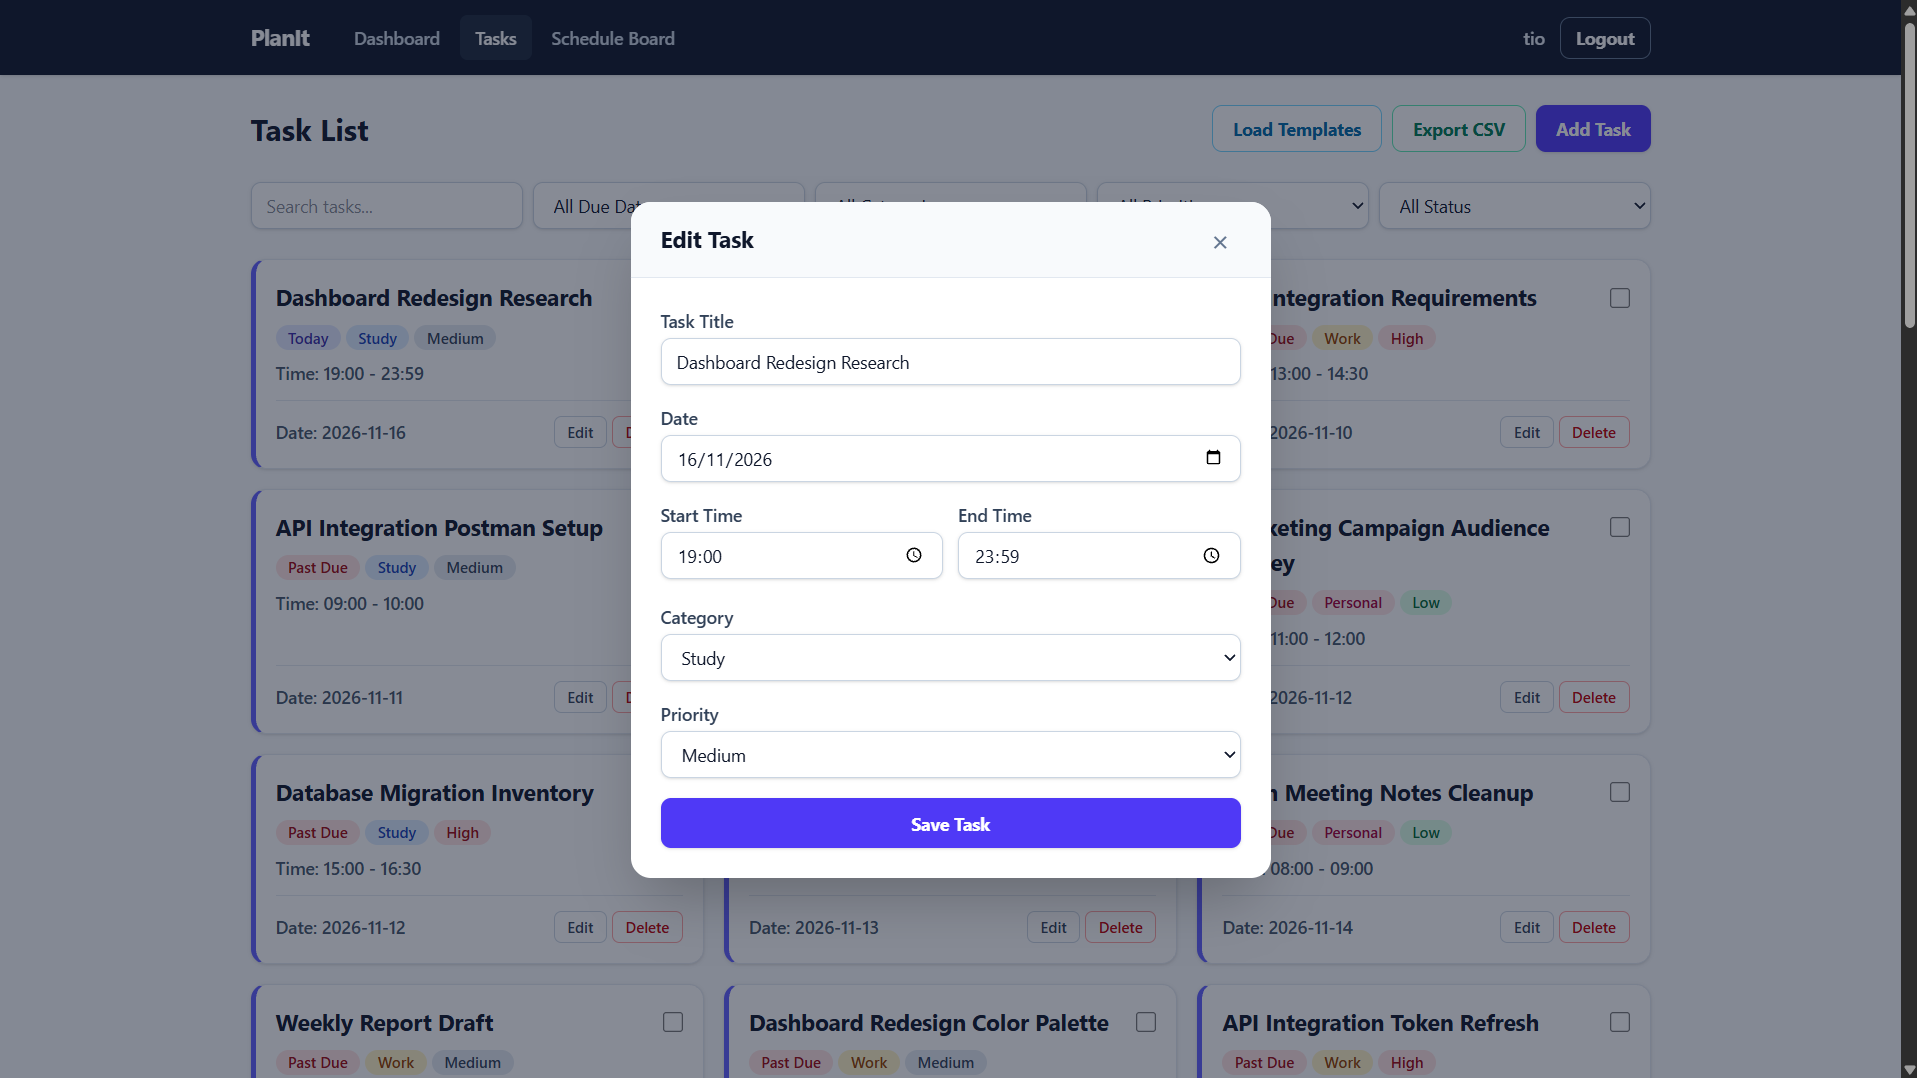 PlanIt Dashboard Tasks Schedule Board tio Logout
Task List
Load Templates Export CSV Add Task
Search tasks...
All Due
All Status
Edit Task
Task Title
Dashboard Redesign Research
Date
16/11/2026
Start Time End Time
19:00 23:59
Category
Study
Priority
Medium
Save Task
Dashboard Redesign Research
Today Study Medium
Time: 19:00 - 23:59
Date: 2026-11-16 Edit
Integration Requirements
Due Work High
13:00 - 14:30
2026-11-10 Edit Delete
API Integration Postman Setup
Past Due Study Medium
Time: 09:00 - 10:00
Date: 2026-11-11 Edit
Campaign Audience
Due Personal Low
11:00 - 12:00
2026-11-12 Edit Delete
Database Migration Inventory
Past Due Study High
Time: 15:00 - 16:30
Date: 2026-11-12 Edit Delete
Date: 2026-11-13 Edit Delete
Meeting Notes Cleanup
Due Personal Low
08:00 - 09:00
Date: 2026-11-14 Edit Delete
Weekly Report Draft
Past Due Work Medium
Dashboard Redesign Color Palette
Past Due Work Medium
API Integration Token Refresh
Past Due Work High